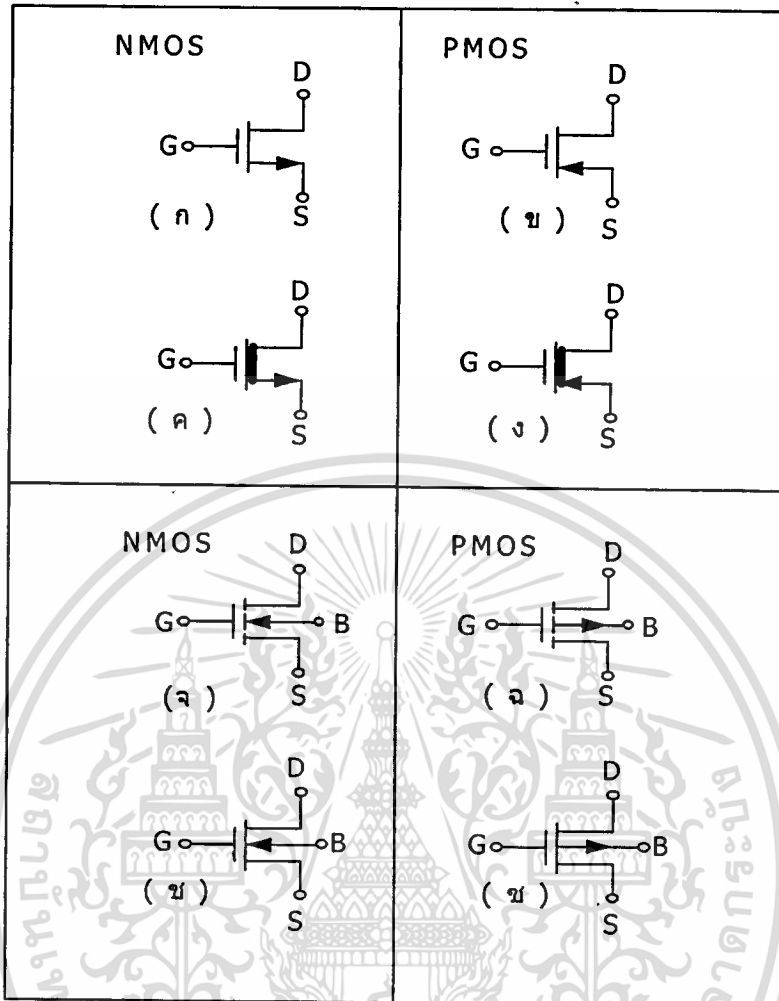 NMOS
D
G
S
( ก )
PMOS
D
G
S
( ข )
D
G
S
( ค )
D
G
S
( ง )
NMOS
D
G
B
S
( จ )
PMOS
D
G
B
S
( ฉ )
D
G
B
S
( ช )
D
G
B
S
( ซ )